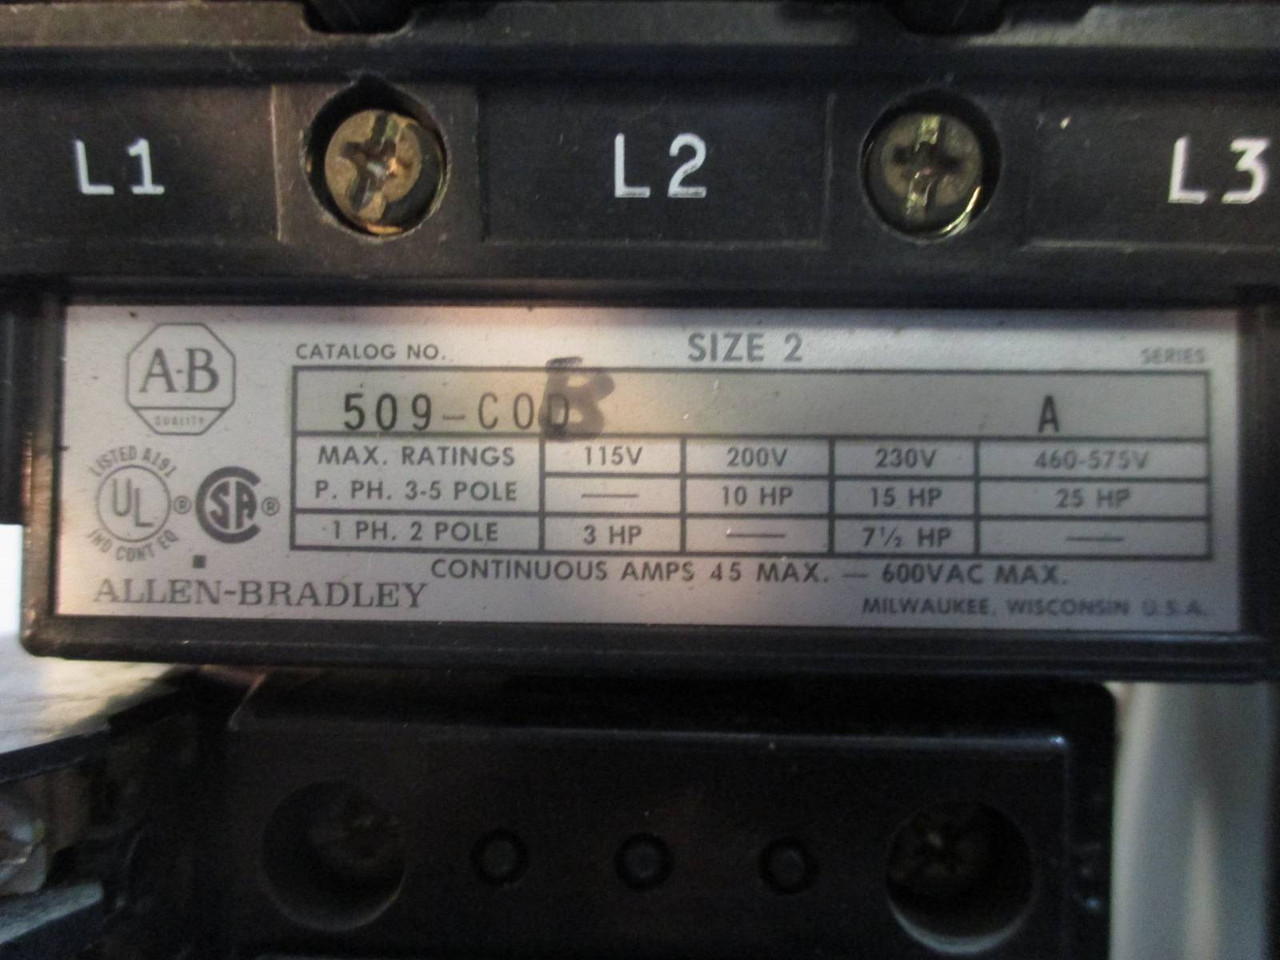 L1 L2 L3
A-B
QUALITY
CATALOG NO. SIZE 2 SERIES
509-COD B A
MAX. RATINGS 115V 200V 230V 460-575V
P. PH. 3-5 POLE — 10 HP 15 HP 25 HP
1 PH. 2 POLE 3 HP — 7½ HP —
LISTED A191
UL ® SA ®
IND CONT EQ
CONTINUOUS AMPS 45 MAX. — 600VAC MAX.
ALLEN-BRADLEY
MILWAUKEE, WISCONSIN U.S.A.